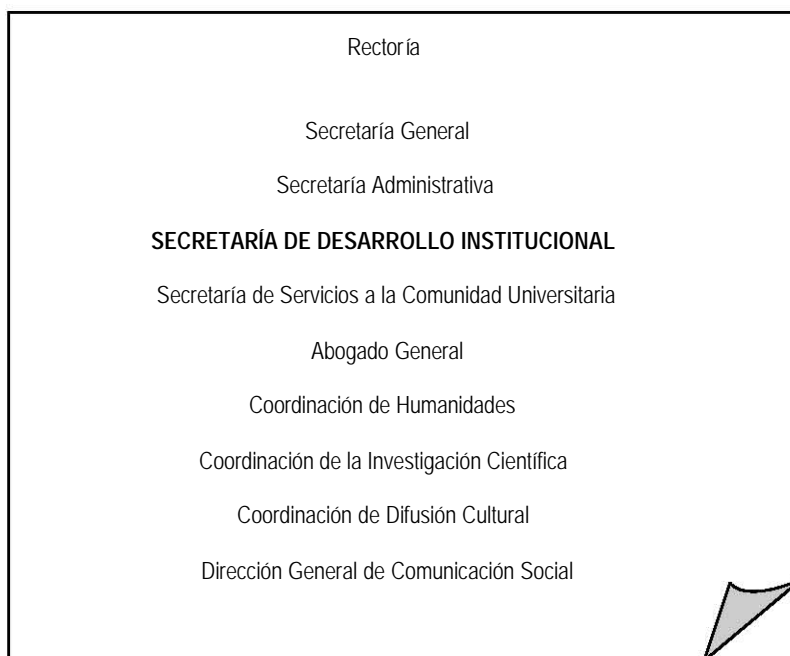 Rectoría
Secretaría General
Secretaría Administrativa
SECRETARÍA DE DESARROLLO INSTITUCIONAL
Secretaría de Servicios a la Comunidad Universitaria
Abogado General
Coordinación de Humanidades
Coordinación de la Investigación Científica
Coordinación de Difusión Cultural
Dirección General de Comunicación Social